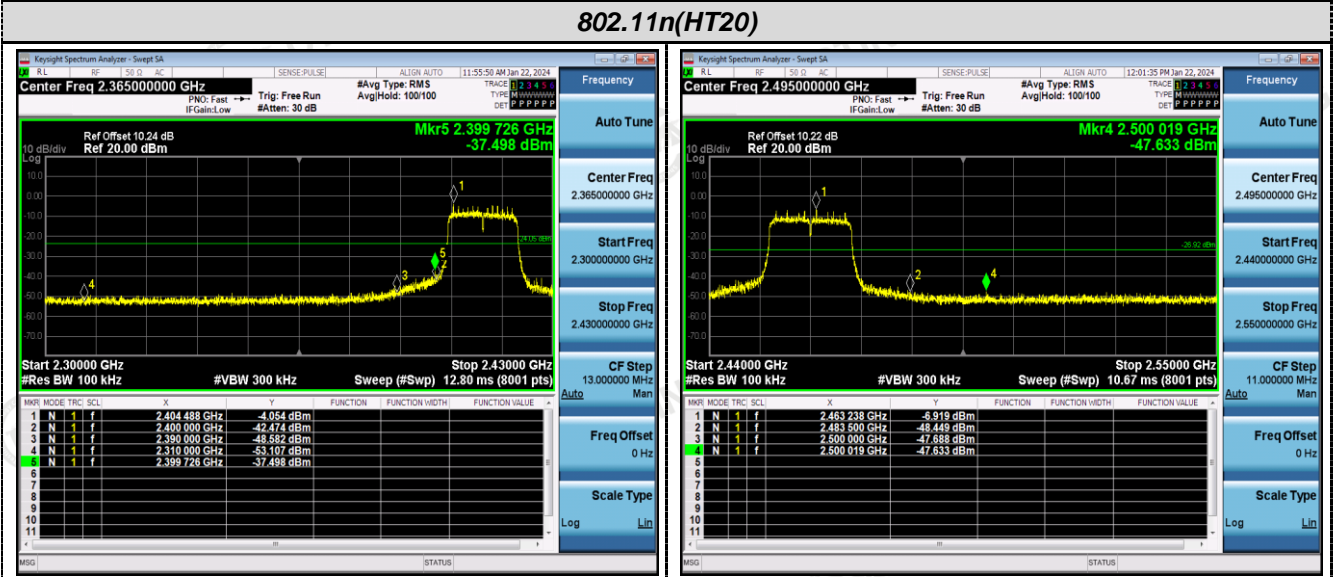 802.11n(HT20)
Keysight Spectrum Analyzer - Swept SA
RL RF 50 Ω AC SENSE:PULSE ALIGN AUTO 11:55:50 AM Jan 22, 2024
Center Freq 2.365000000 GHz
PNO: Fast
IFGain:Low
Trig: Free Run
#Atten: 30 dB
#Avg Type: RMS
Avg|Hold: 100/100
TRACE 1 2 3 4 5 6
TYPE M WWWWW
DET P P P P P P
Ref Offset 10.24 dB
Ref 20.00 dBm
10 dB/div
Log
Mkr5 2.399 726 GHz
-37.498 dBm
10.0
0.00
-10.0
-20.0
-30.0
-40.0
-50.0
-60.0
-70.0
-24.05 dBm
1
5
2
3
4
Start 2.30000 GHz Stop 2.43000 GHz
#Res BW 100 kHz #VBW 300 kHz Sweep (#Swp) 12.80 ms (8001 pts)
MKR MODE TRC SCL X Y FUNCTION FUNCTION WIDTH FUNCTION VALUE
1 N 1 f 2.404 488 GHz -4.054 dBm
2 N 1 f 2.400 000 GHz -42.474 dBm
3 N 1 f 2.390 000 GHz -48.582 dBm
4 N 1 f 2.310 000 GHz -53.107 dBm
5 N 1 f 2.399 726 GHz -37.498 dBm
6
7
8
9
10
11
MSG STATUS
Frequency
Auto Tune
Center Freq
2.365000000 GHz
Start Freq
2.300000000 GHz
Stop Freq
2.430000000 GHz
CF Step
13.000000 MHz
Auto Man
Freq Offset
0 Hz
Scale Type
Log Lin
Keysight Spectrum Analyzer - Swept SA
RL RF 50 Ω AC SENSE:PULSE ALIGN AUTO 12:01:35 PM Jan 22, 2024
Center Freq 2.495000000 GHz
PNO: Fast
IFGain:Low
Trig: Free Run
#Atten: 30 dB
#Avg Type: RMS
Avg|Hold: 100/100
TRACE 1 2 3 4 5 6
TYPE M WWWWW
DET P P P P P P
Ref Offset 10.22 dB
Ref 20.00 dBm
10 dB/div
Log
Mkr4 2.500 019 GHz
-47.633 dBm
10.0
0.00
-10.0
-20.0
-30.0
-40.0
-50.0
-60.0
-70.0
-26.92 dBm
1
2
4
Start 2.44000 GHz Stop 2.55000 GHz
#Res BW 100 kHz #VBW 300 kHz Sweep (#Swp) 10.67 ms (8001 pts)
MKR MODE TRC SCL X Y FUNCTION FUNCTION WIDTH FUNCTION VALUE
1 N 1 f 2.463 238 GHz -6.919 dBm
2 N 1 f 2.483 500 GHz -48.449 dBm
3 N 1 f 2.500 000 GHz -47.688 dBm
4 N 1 f 2.500 019 GHz -47.633 dBm
5
6
7
8
9
10
11
MSG STATUS
Frequency
Auto Tune
Center Freq
2.495000000 GHz
Start Freq
2.440000000 GHz
Stop Freq
2.550000000 GHz
CF Step
11.000000 MHz
Auto Man
Freq Offset
0 Hz
Scale Type
Log Lin